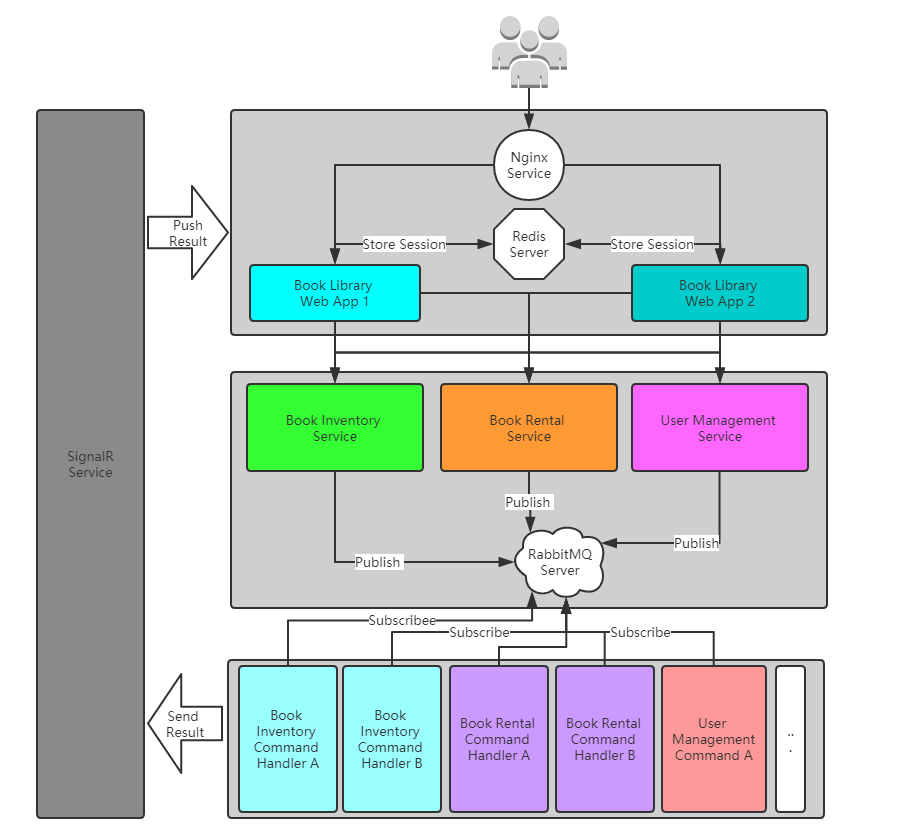 Nginx
Service
Push
Result
Store Session
Redis
Server
Store Session
Book Library
Web App 1
Book Library
Web App 2
Book Inventory
Service
Book Rental
Service
User Management
Service
SignalR
Service
Publish
Publish
Publish
RabbitMQ
Server
Subscribee
Subscribe
Subscribe
Send
Result
Book
Inventory
Command
Handler A
Book
Inventory
Command
Handler B
Book Rental
Command
Handler A
Book Rental
Command
Handler B
User
Management
Command A
..
.